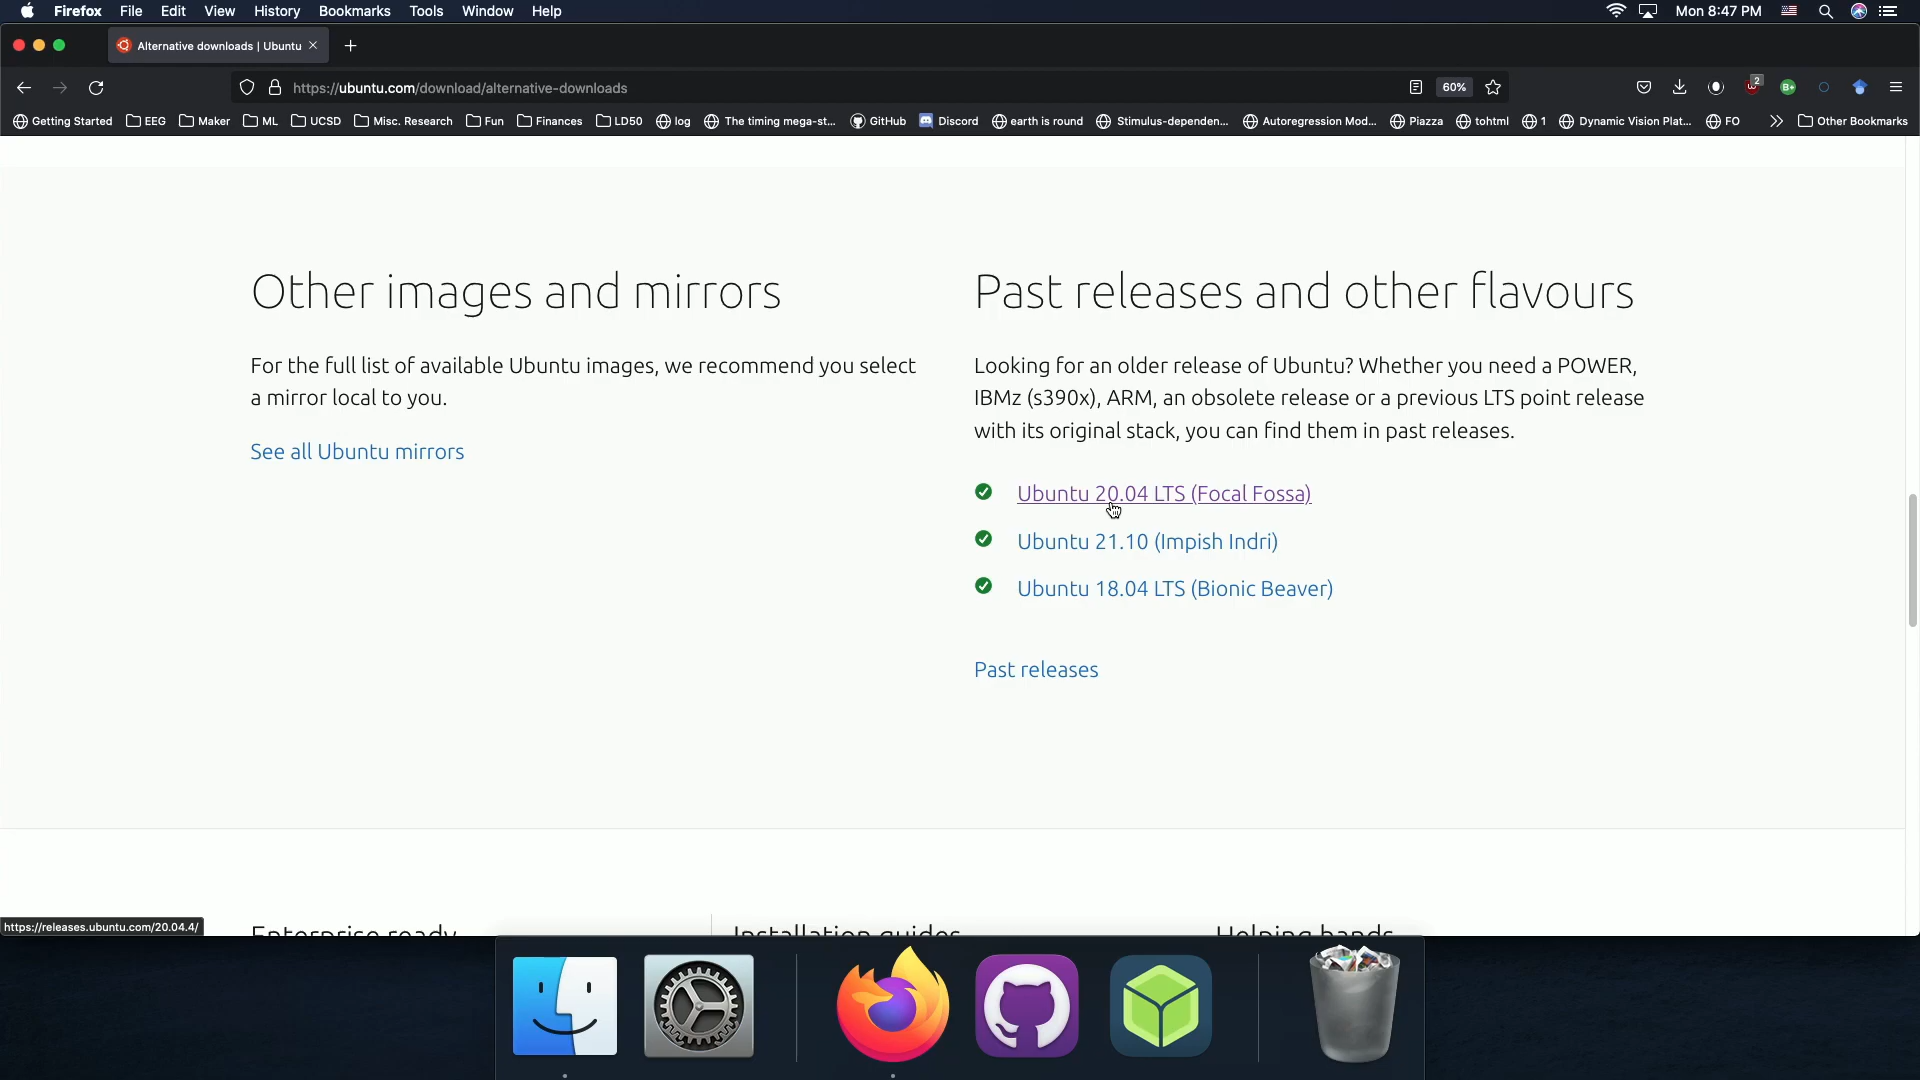 Firefox File Edit View History Bookmarks Tools Window Help Mon 8:47 PM
Alternative downloads | Ubuntu
https://ubuntu.com/download/alternative-downloads 60% 2 B+
Getting Started EEG Maker ML UCSD Misc. Research Fun Finances LD50 log The timing mega-st... GitHub Discord earth is round Stimulus-dependen... Autoregression Mod... Piazza tohtml 1 Dynamic Vision Plat... FO Other Bookmarks
Other images and mirrors
For the full list of available Ubuntu images, we recommend you select
a mirror local to you.
See all Ubuntu mirrors
Past releases and other flavours
Looking for an older release of Ubuntu? Whether you need a POWER,
IBMz (s390x), ARM, an obsolete release or a previous LTS point release
with its original stack, you can find them in past releases.
Ubuntu 20.04 LTS (Focal Fossa)
Ubuntu 21.10 (Impish Indri)
Ubuntu 18.04 LTS (Bionic Beaver)
Past releases
Enterprise ready Installation guides Helping hands
https://releases.ubuntu.com/20.04.4/